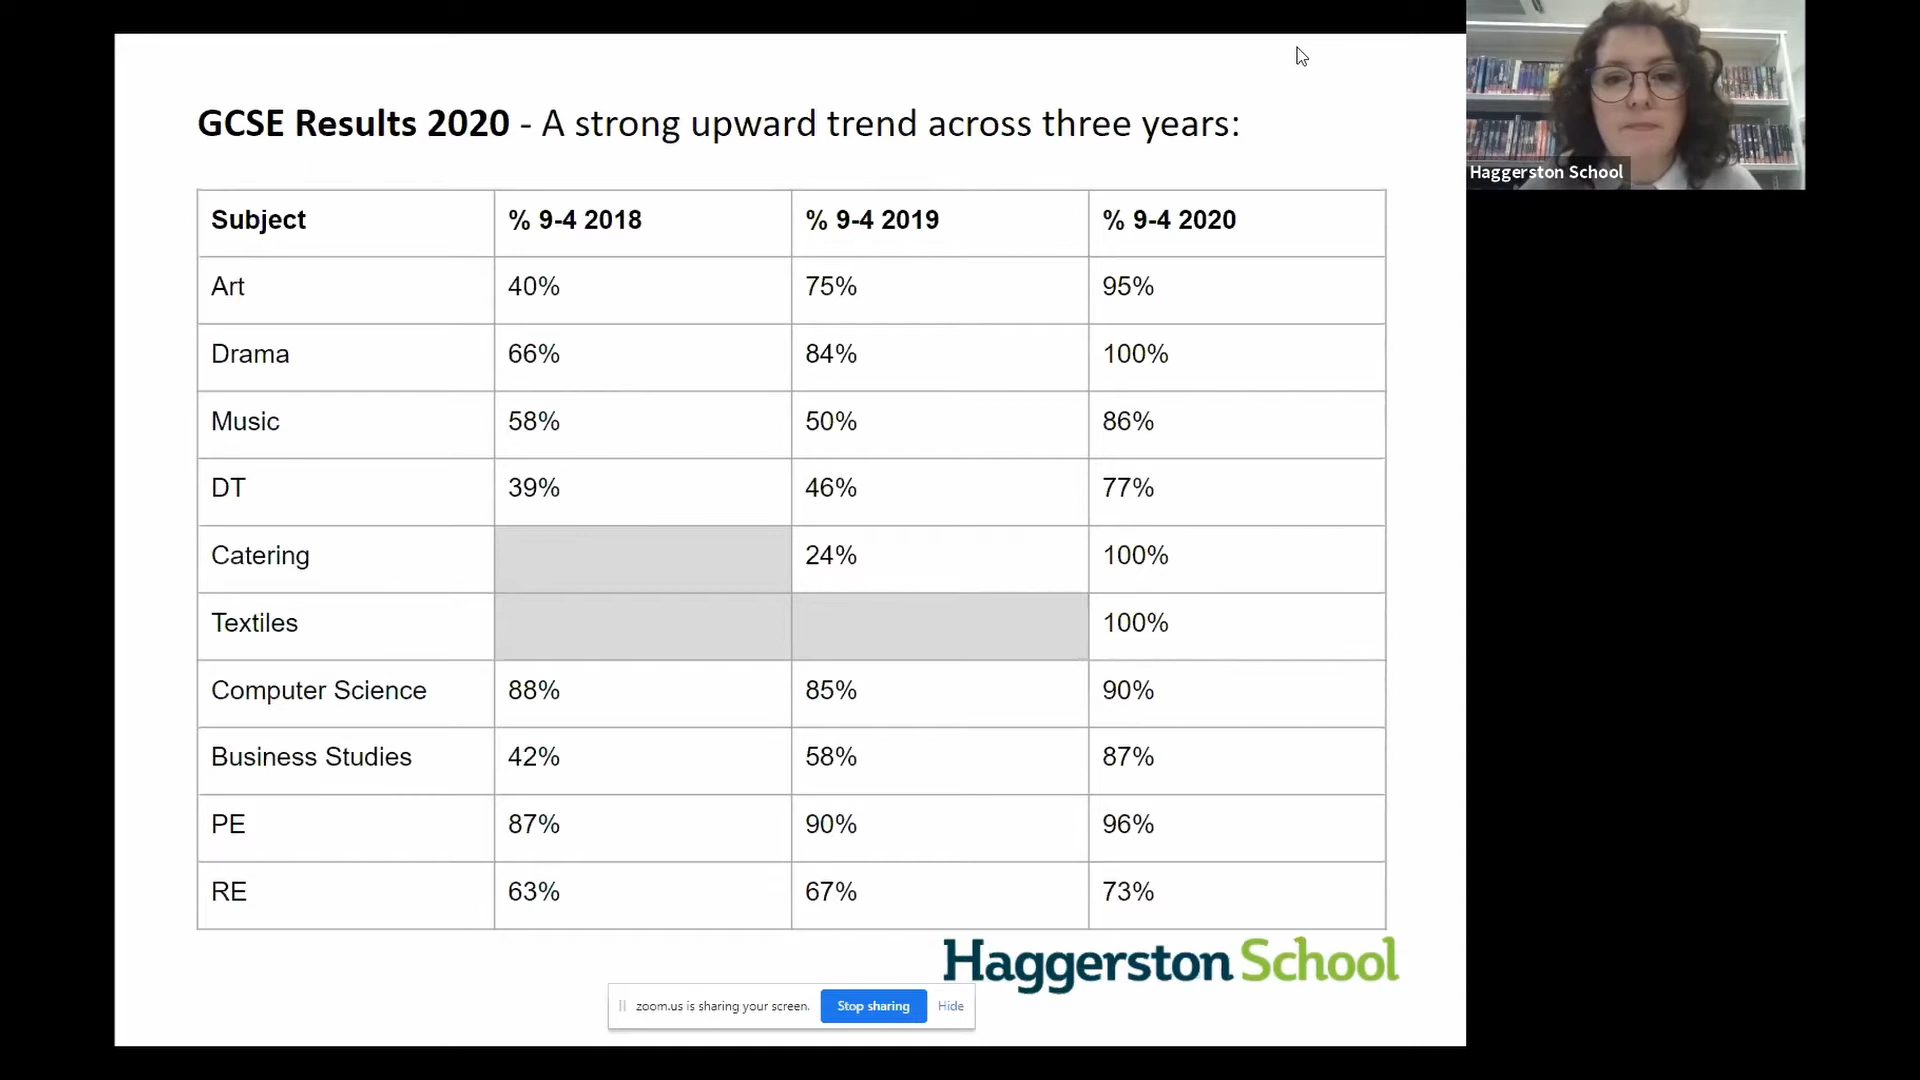 GCSE Results 2020 - A strong upward trend across three years:
Haggerston School
Subject % 9-4 2018 % 9-4 2019 % 9-4 2020
Art 40% 75% 95%
Drama 66% 84% 100%
Music 58% 50% 86%
DT 39% 46% 77%
Catering 24% 100%
Textiles 100%
Computer Science 88% 85% 90%
Business Studies 42% 58% 87%
PE 87% 90% 96%
RE 63% 67% 73%
Haggerston School
zoom.us is sharing your screen. Stop sharing Hide